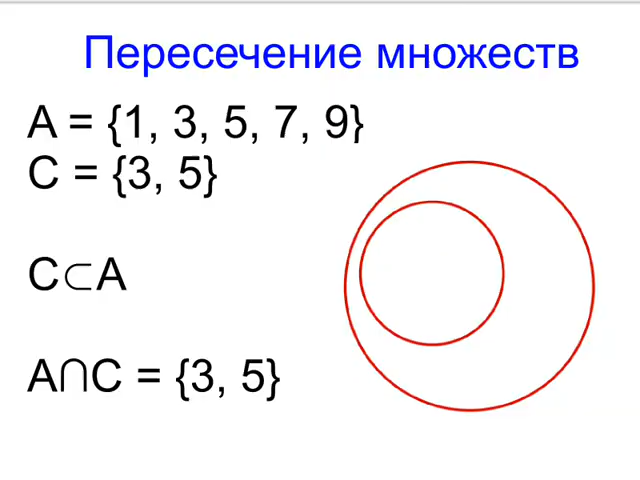 Пересечение множеств
A = {1, 3, 5, 7, 9}
C = {3, 5}
C⊂A
A∩C = {3, 5}